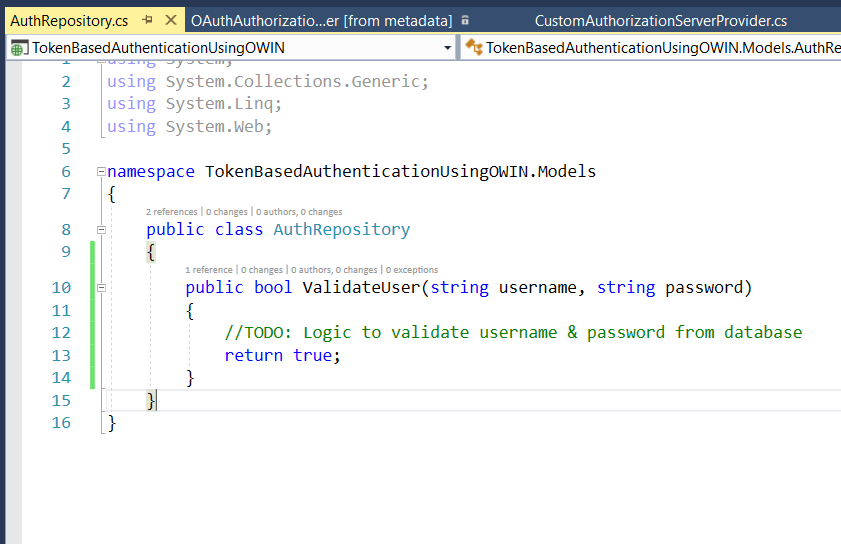 AuthRepository.cs
OAuthAuthorizatio...er [from metadata]
CustomAuthorizationServerProvider.cs
TokenBasedAuthenticationUsingOWIN
TokenBasedAuthenticationUsingOWIN.Models.AuthRe
1 using System;
2 using System.Collections.Generic;
3 using System.Linq;
4 using System.Web;
5
6 namespace TokenBasedAuthenticationUsingOWIN.Models
7 {
2 references | 0 changes | 0 authors, 0 changes
8 public class AuthRepository
9 {
1 reference | 0 changes | 0 authors, 0 changes | 0 exceptions
10 public bool ValidateUser(string username, string password)
11 {
12 //TODO: Logic to validate username & password from database
13 return true;
14 }
15 }
16 }